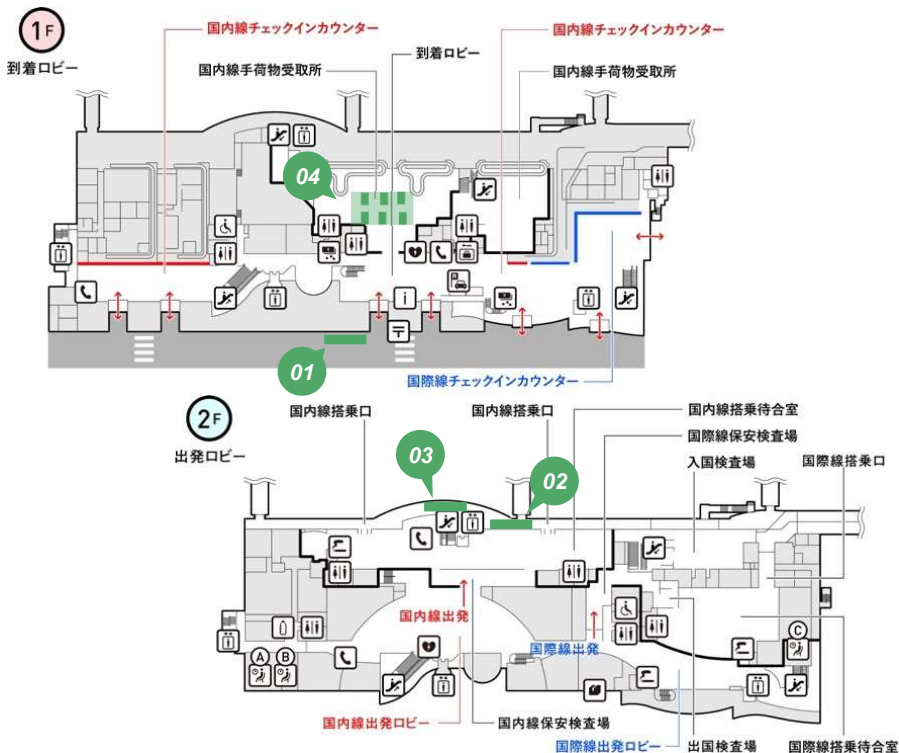 1F
到着ロビー
国内線チェックインカウンター
国内線手荷物受取所
到着ロビー
国内線チェックインカウンター
国内線手荷物受取所
04
i
〒
01
国際線チェックインカウンター
2F
出発ロビー
国内線搭乗口
国内線搭乗口
国内線搭乗待合室
国際線保安検査場
入国検査場
国際線搭乗口
03
02
国内線出発
国際線出発
A
B
C
国内線出発ロビー
国内線保安検査場
国際線出発ロビー
出国検査場
国際線搭乗待合室